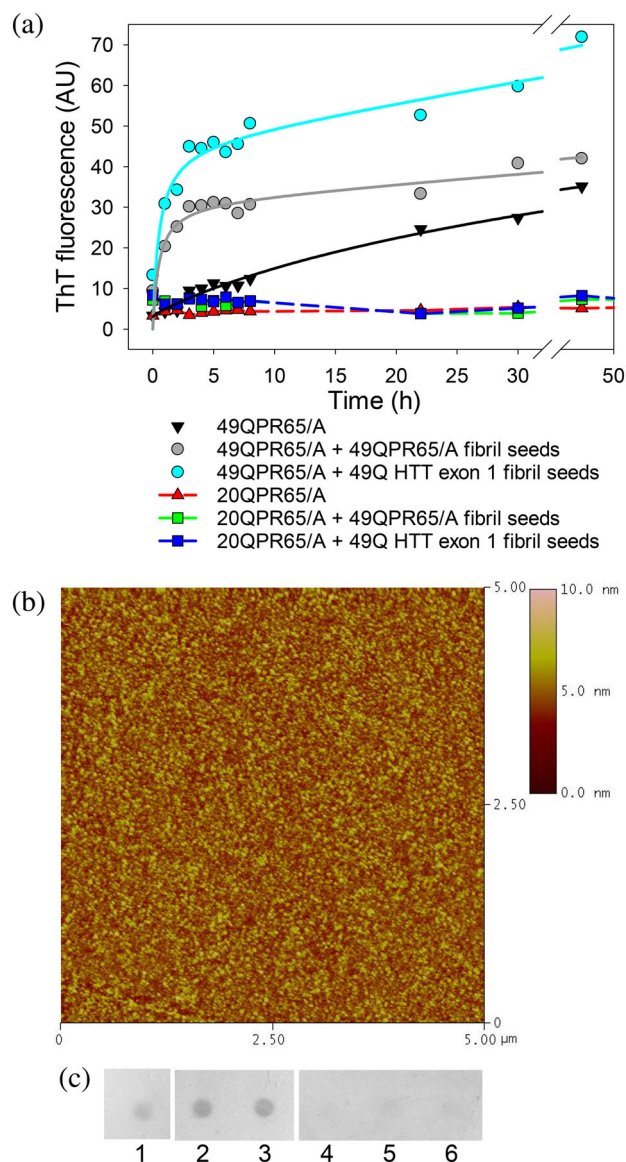 (a)
70
60
50
40
30
20
10
0
ThT fluorescence (AU)
0 5 10 15 20 25 30 50
Time (h)
49QPR65/A
49QPR65/A + 49QPR65/A fibril seeds
49QPR65/A + 49Q HTT exon 1 fibril seeds
20QPR65/A
20QPR65/A + 49QPR65/A fibril seeds
20QPR65/A + 49Q HTT exon 1 fibril seeds
(b)
5.00
2.50
0
10.0 nm
5.0 nm
0.0 nm
0 2.50 5.00 µm
(c)
1 2 3 4 5 6